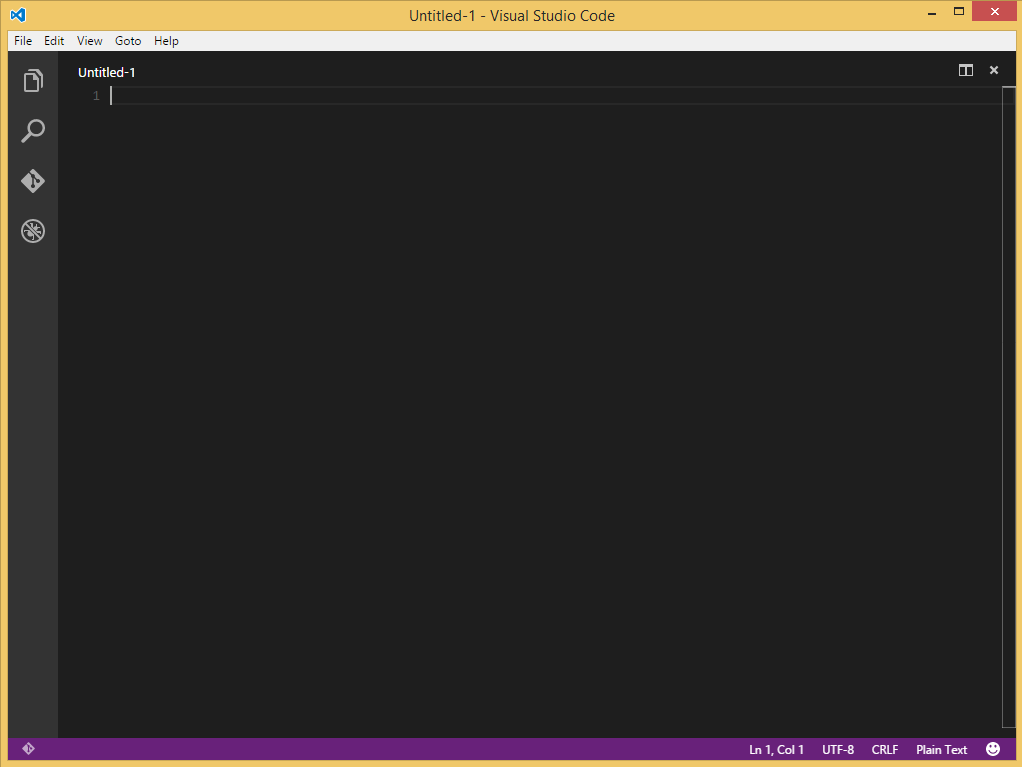 Untitled-1 - Visual Studio Code
File Edit View Goto Help
Untitled-1
1
Ln 1, Col 1 UTF-8 CRLF Plain Text